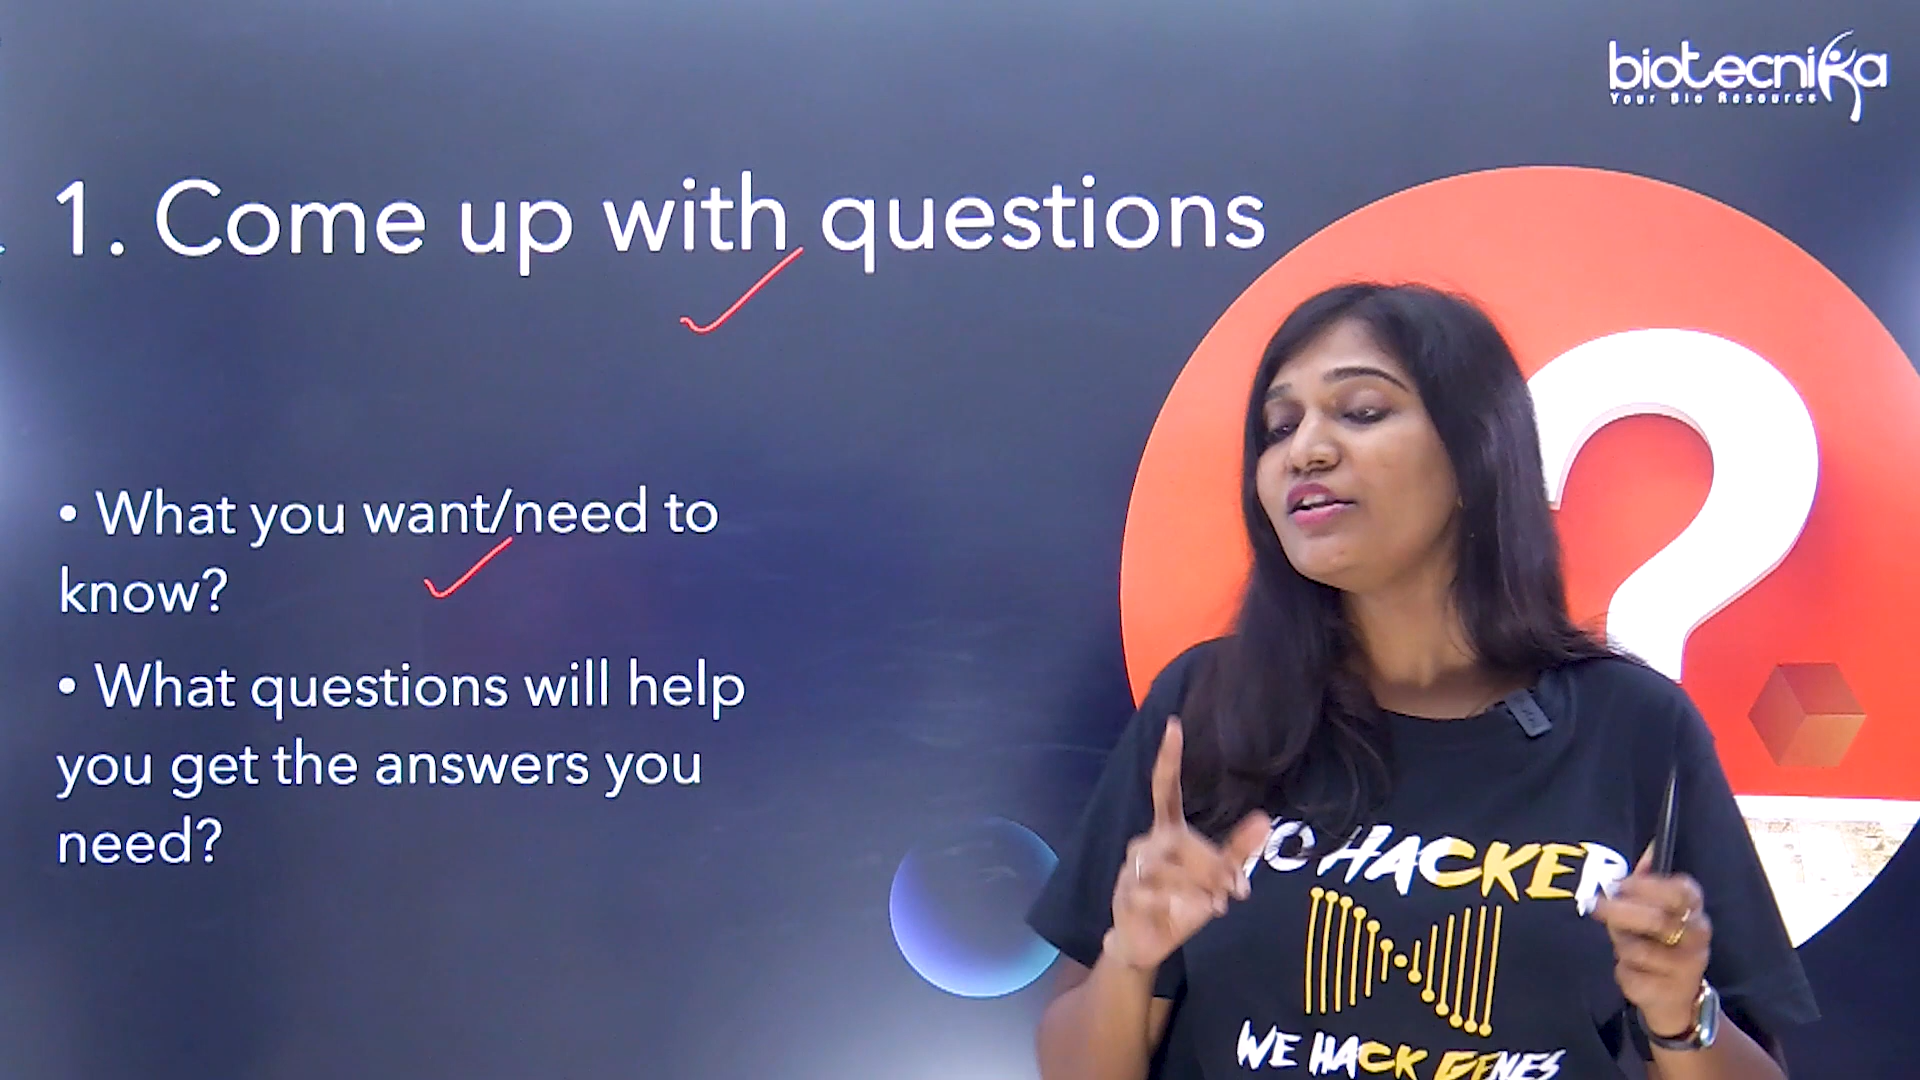 biotecnika
Your Bio Resource
1. Come up with questions
• What you want/need to
know?
• What questions will help
you get the answers you
need?
HACKER
WE HACK GENES